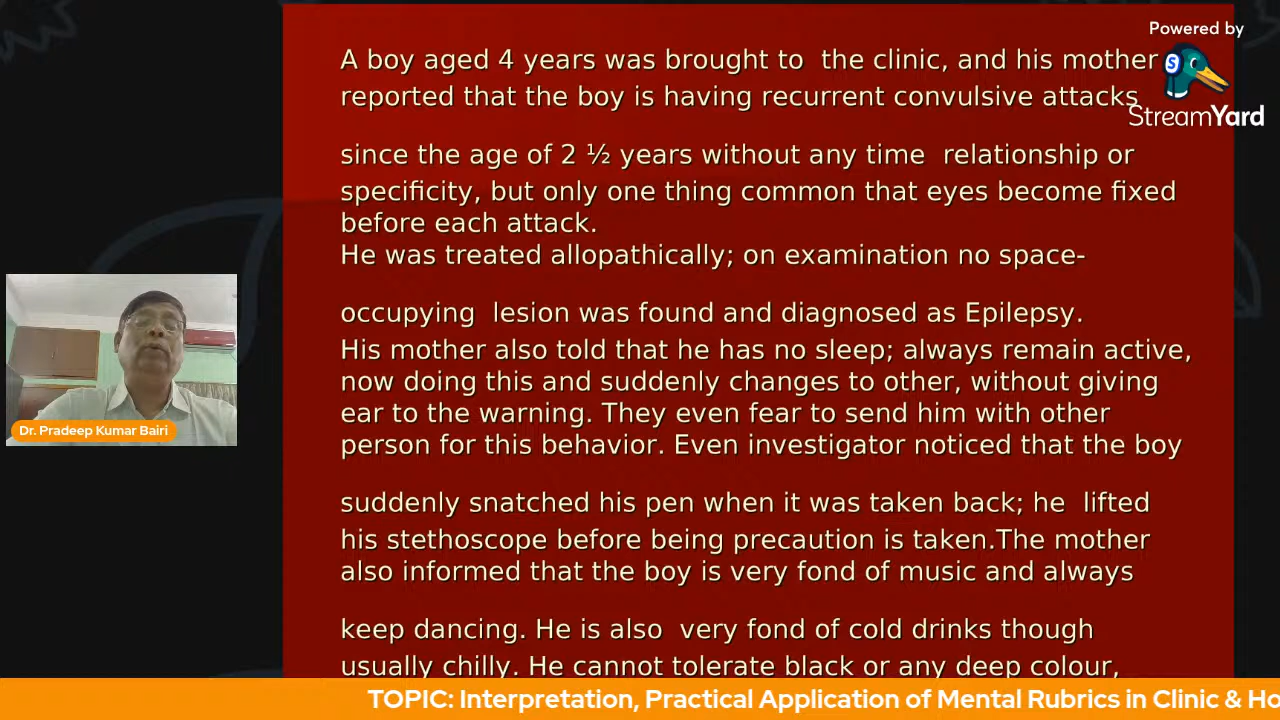 Powered by
StreamYard
A boy aged 4 years was brought to the clinic, and his mother
reported that the boy is having recurrent convulsive attacks
since the age of 2 ½ years without any time relationship or
specificity, but only one thing common that eyes become fixed
before each attack.
He was treated allopathically; on examination no space-
occupying lesion was found and diagnosed as Epilepsy.
His mother also told that he has no sleep; always remain active,
now doing this and suddenly changes to other, without giving
ear to the warning. They even fear to send him with other
person for this behavior. Even investigator noticed that the boy
suddenly snatched his pen when it was taken back; he lifted
his stethoscope before being precaution is taken.The mother
also informed that the boy is very fond of music and always
keep dancing. He is also very fond of cold drinks though
usually chilly. He cannot tolerate black or any deep colour,
Dr. Pradeep Kumar Bairi
TOPIC: Interpretation, Practical Application of Mental Rubrics in Clinic & Ho